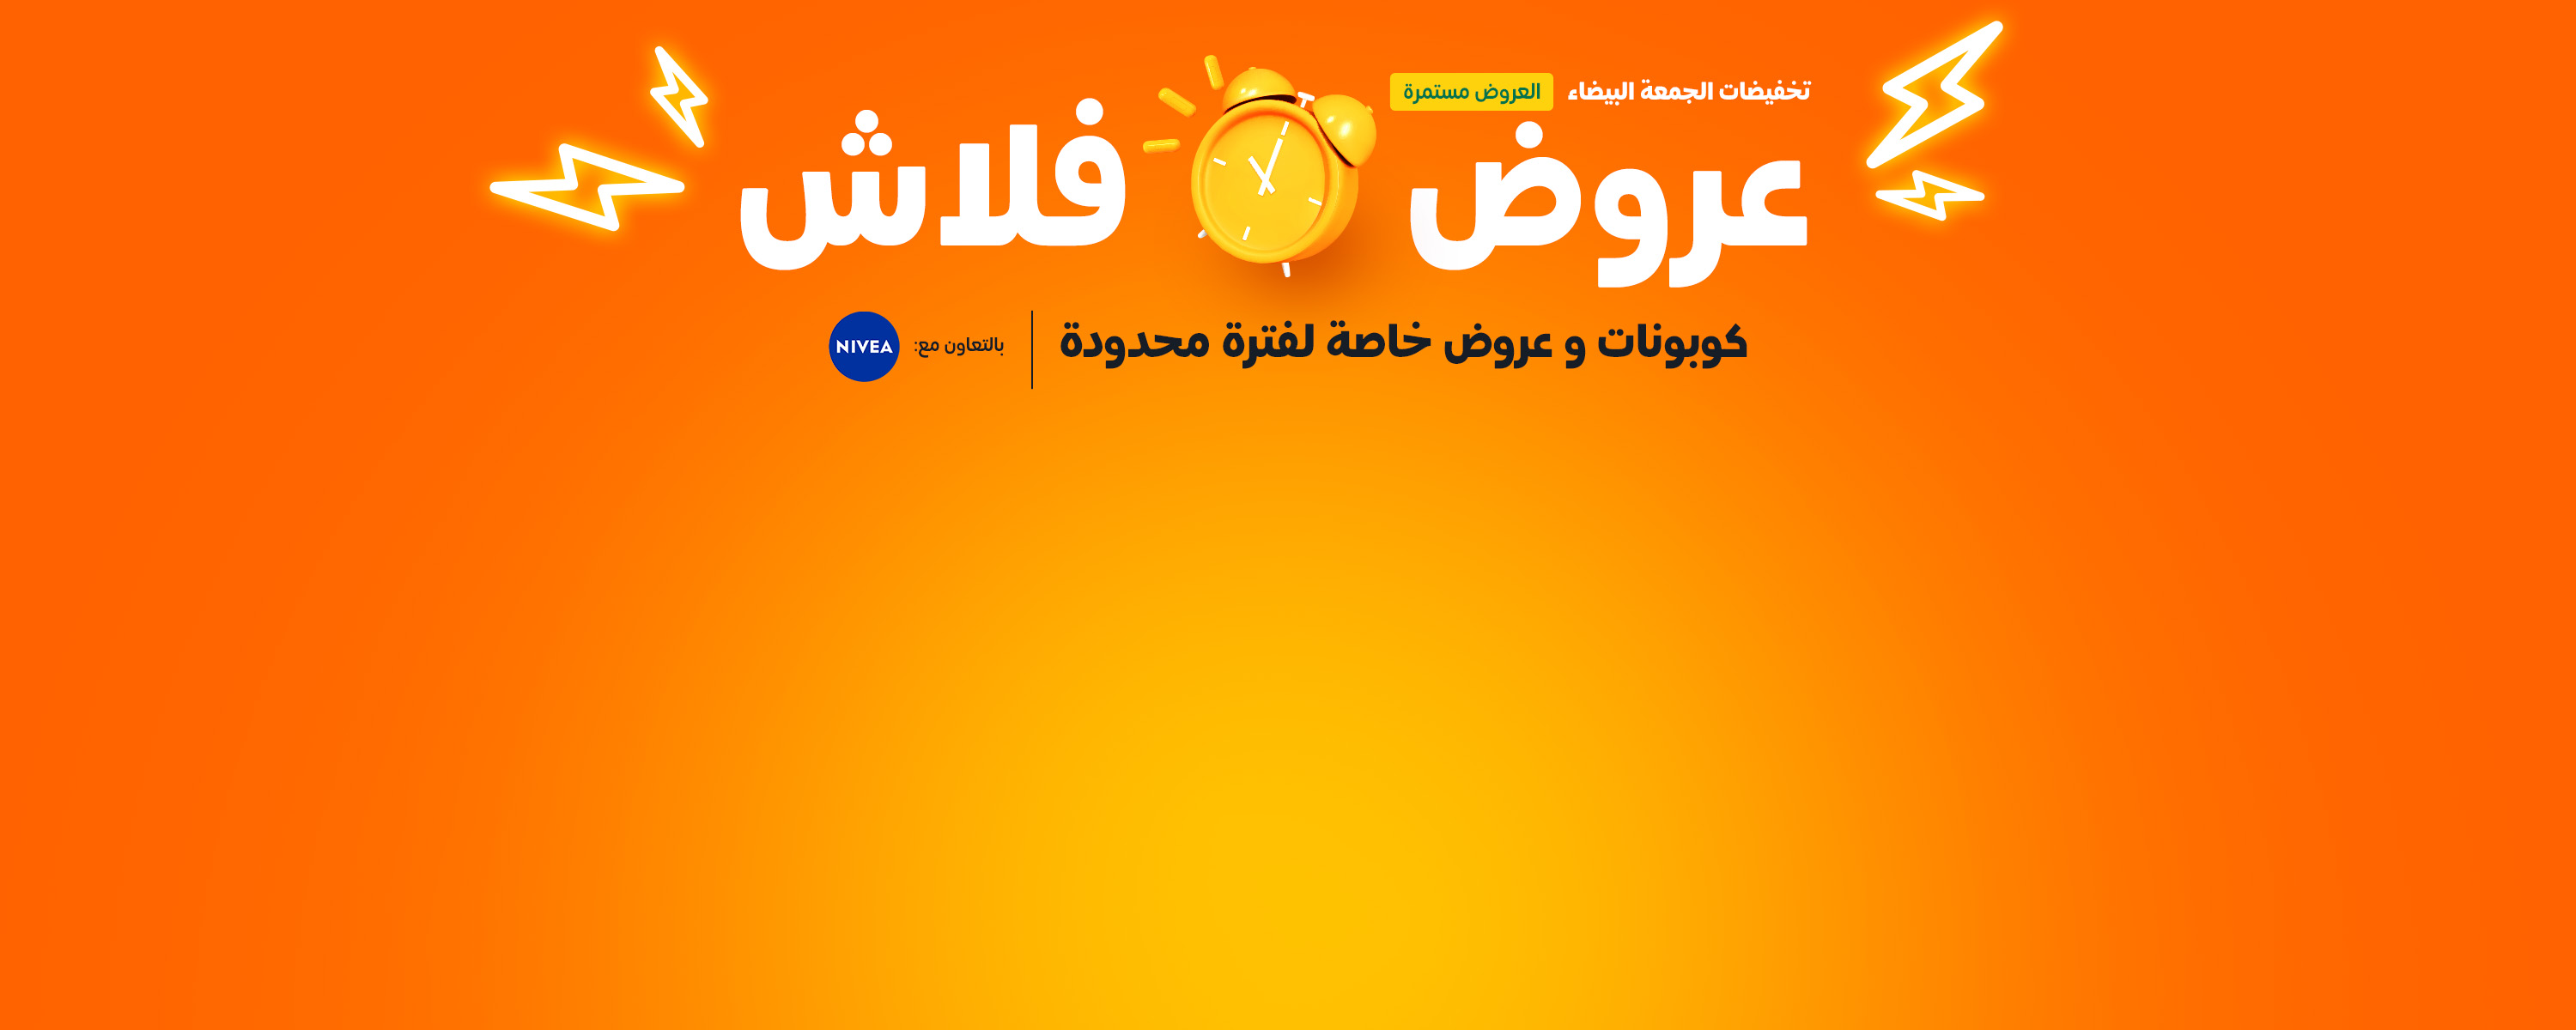 تخفيضات الجمعة البيضاء العروض مستمرة
عروض فلاش
كوبونات و عروض خاصة لفترة محدودة
بالتعاون مع: NIVEA